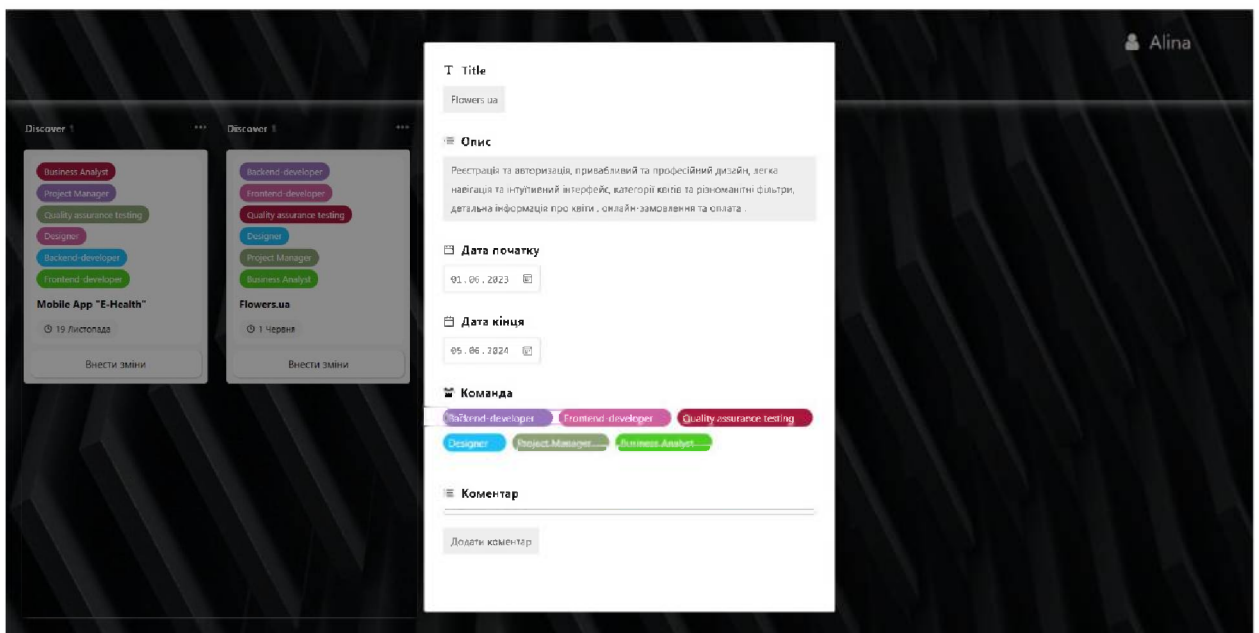 Alina
Discover 1
Business Analyst
Project Manager
Quality assurance testing
Designer
Backend-developer
Frontend-developer
Mobile App "E-Health"
19 Листопада
Внести зміни
Discover 1
Backend-developer
Frontend-developer
Quality assurance testing
Designer
Project Manager
Business Analyst
Flowers.ua
1 Червня
Внести зміни
Title
Flowers ua
Опис
Реєстрація та авторизація, привабливий та професійний дизайн, легка
навігація та інтуїтивний інтерфейс, категорії квітів та різноманітні фільтри,
детальна інформація про квіти , онлайн-замовлення та оплата .
Дата початку
01.06.2023
Дата кінця
05.06.2024
Команда
Backend-developer Frontend-developer Quality assurance testing
Designer Project Manager Business Analyst
Коментар
Додати коментар